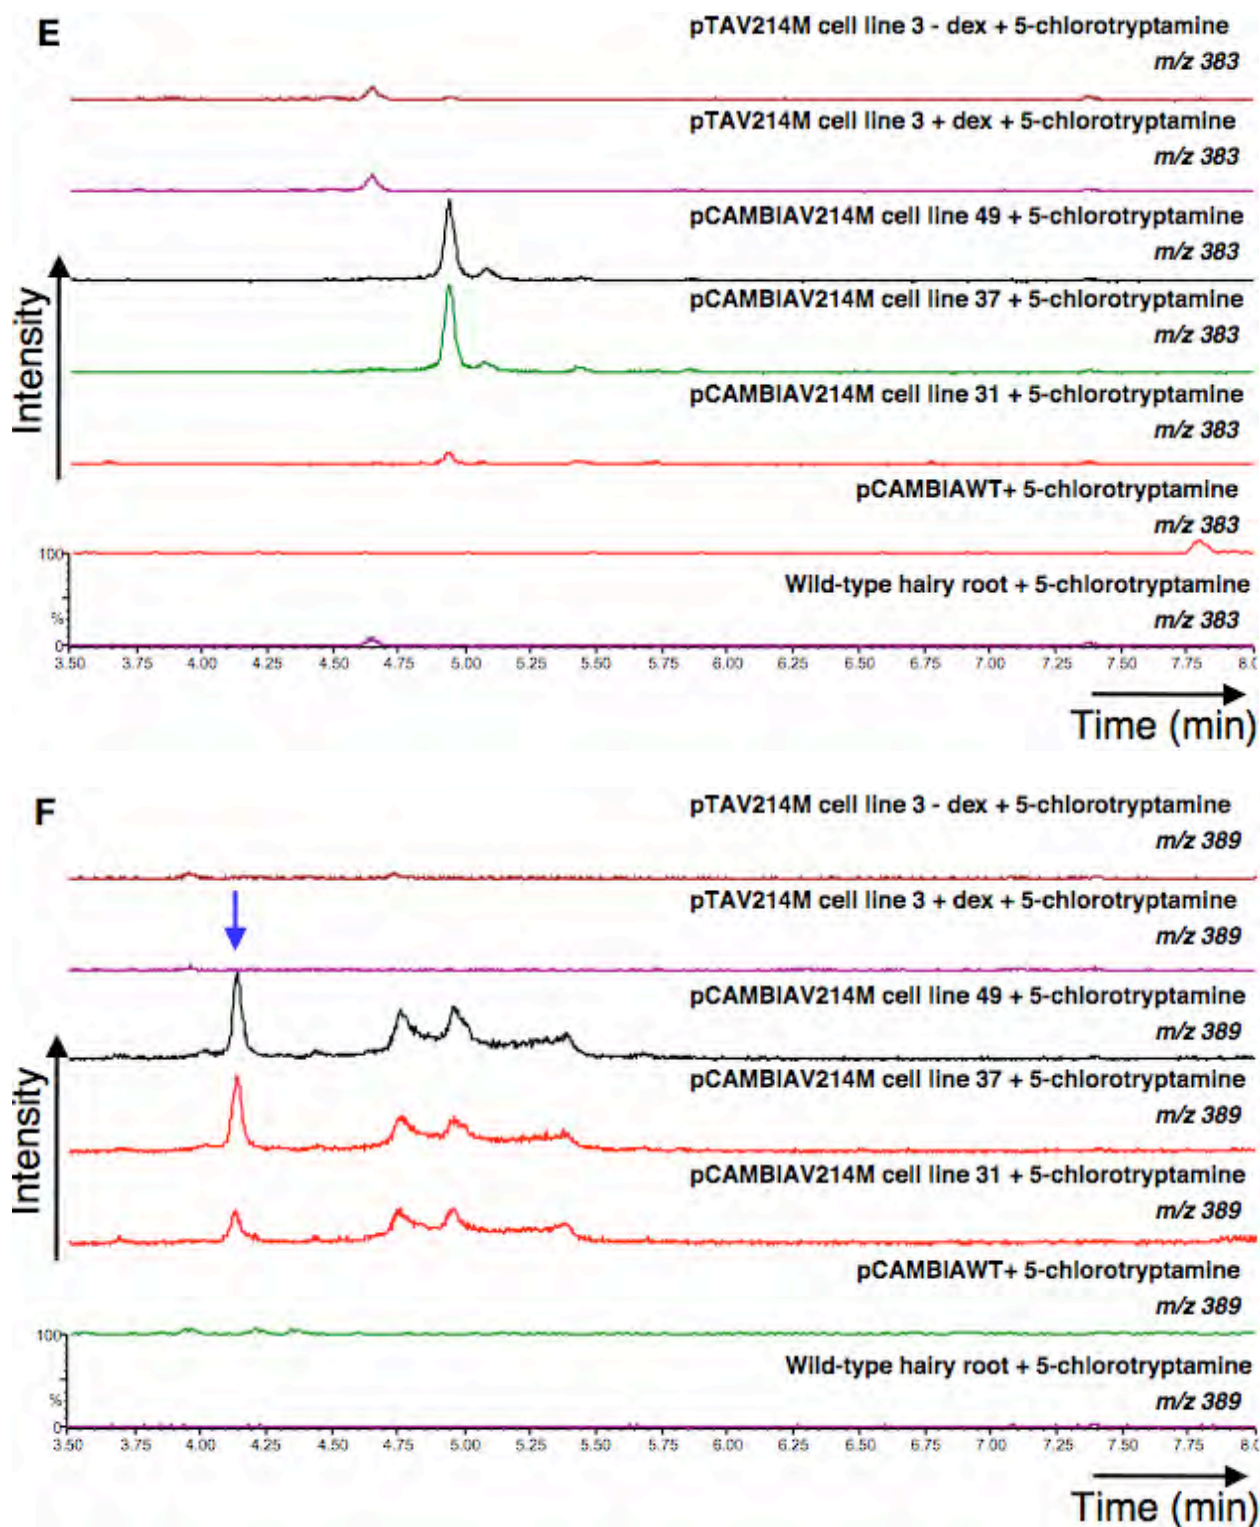 E
pTAV214M cell line 3 - dex + 5-chlorotryptamine
m/z 383
pTAV214M cell line 3 + dex + 5-chlorotryptamine
m/z 383
pCAMBIAV214M cell line 49 + 5-chlorotryptamine
m/z 383
pCAMBIAV214M cell line 37 + 5-chlorotryptamine
m/z 383
pCAMBIAV214M cell line 31 + 5-chlorotryptamine
m/z 383
pCAMBIAWT+ 5-chlorotryptamine
m/z 383
Wild-type hairy root + 5-chlorotryptamine
m/z 383
Intensity
100
%
0
3.50 3.75 4.00 4.25 4.50 4.75 5.00 5.25 5.50 5.75 6.00 6.25 6.50 6.75 7.00 7.25 7.50 7.75 8.0
Time (min)
F
pTAV214M cell line 3 - dex + 5-chlorotryptamine
m/z 389
pTAV214M cell line 3 + dex + 5-chlorotryptamine
m/z 389
pCAMBIAV214M cell line 49 + 5-chlorotryptamine
m/z 389
pCAMBIAV214M cell line 37 + 5-chlorotryptamine
m/z 389
pCAMBIAV214M cell line 31 + 5-chlorotryptamine
m/z 389
pCAMBIAWT+ 5-chlorotryptamine
m/z 389
Wild-type hairy root + 5-chlorotryptamine
m/z 389
Intensity
100
%
0
3.50 3.75 4.00 4.25 4.50 4.75 5.00 5.25 5.50 5.75 6.00 6.25 6.50 6.75 7.00 7.25 7.50 7.75 8.0
Time (min)